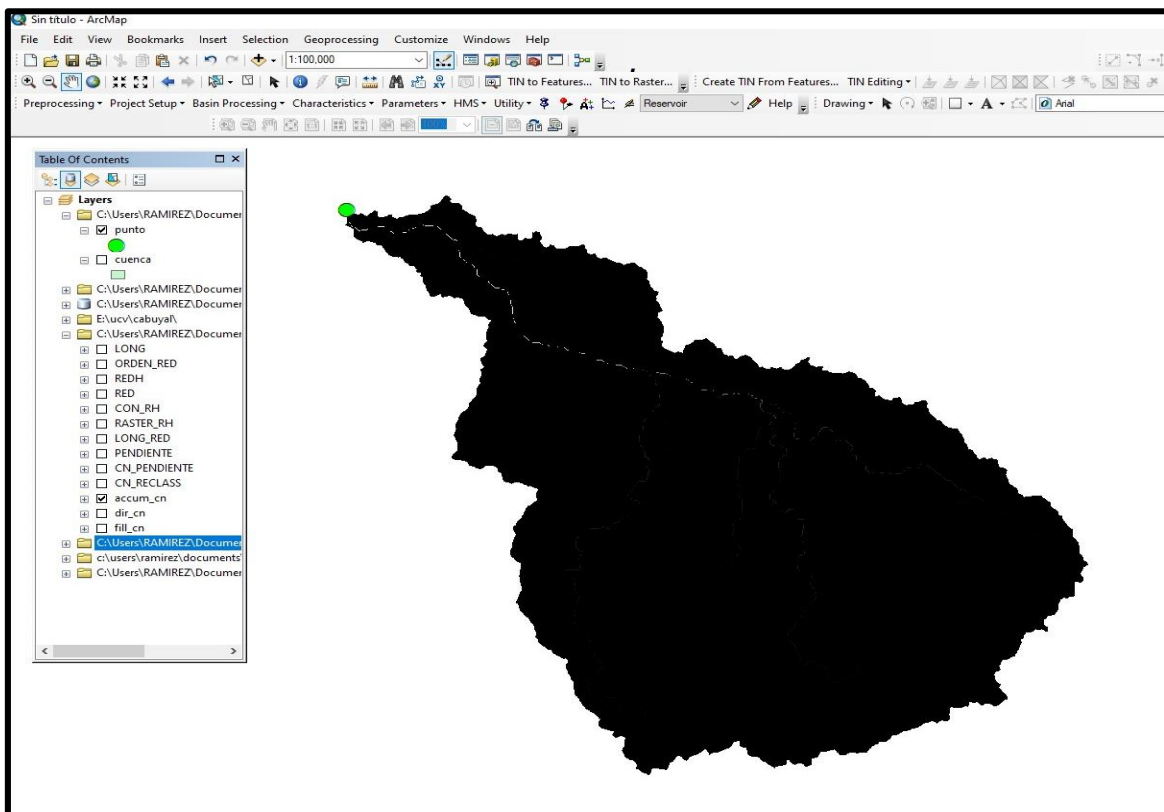 Sin título - ArcMap
File Edit View Bookmarks Insert Selection Geoprocessing Customize Windows Help
1:100,000
TIN to Features... TIN to Raster... Create TIN From Features... TIN Editing
Preprocessing Project Setup Basin Processing Characteristics Parameters HMS Utility Reservoir Help Drawing A Arial
100%
Table Of Contents
Layers
C:\Users\RAMIREZ\Documer
punto
cuenca
C:\Users\RAMIREZ\Documer
C:\Users\RAMIREZ\Documer
E:\ucv\cabuyal\
C:\Users\RAMIREZ\Documer
LONG
ORDEN_RED
REDH
RED
CON_RH
RASTER_RH
LONG_RED
PENDIENTE
CN_PENDIENTE
CN_RECLASS
accum_cn
dir_cn
fill_cn
C:\Users\RAMIREZ\Documer
c:\users\ramirez\documents'
C:\Users\RAMIREZ\Documer